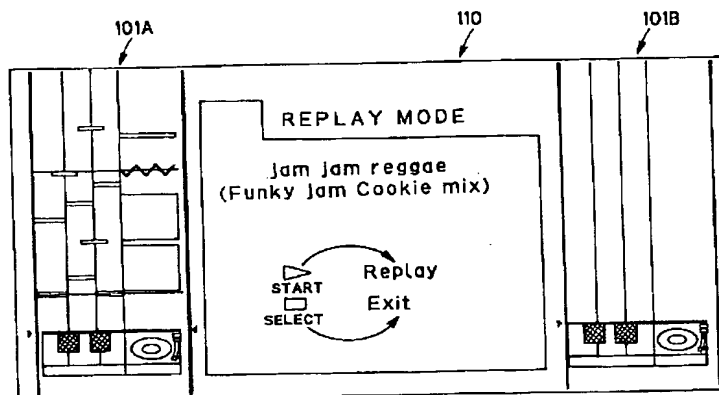 101A 110 101B
REPLAY MODE
jam jam reggae
(Funky jam Cookie mix)
START Replay
SELECT Exit